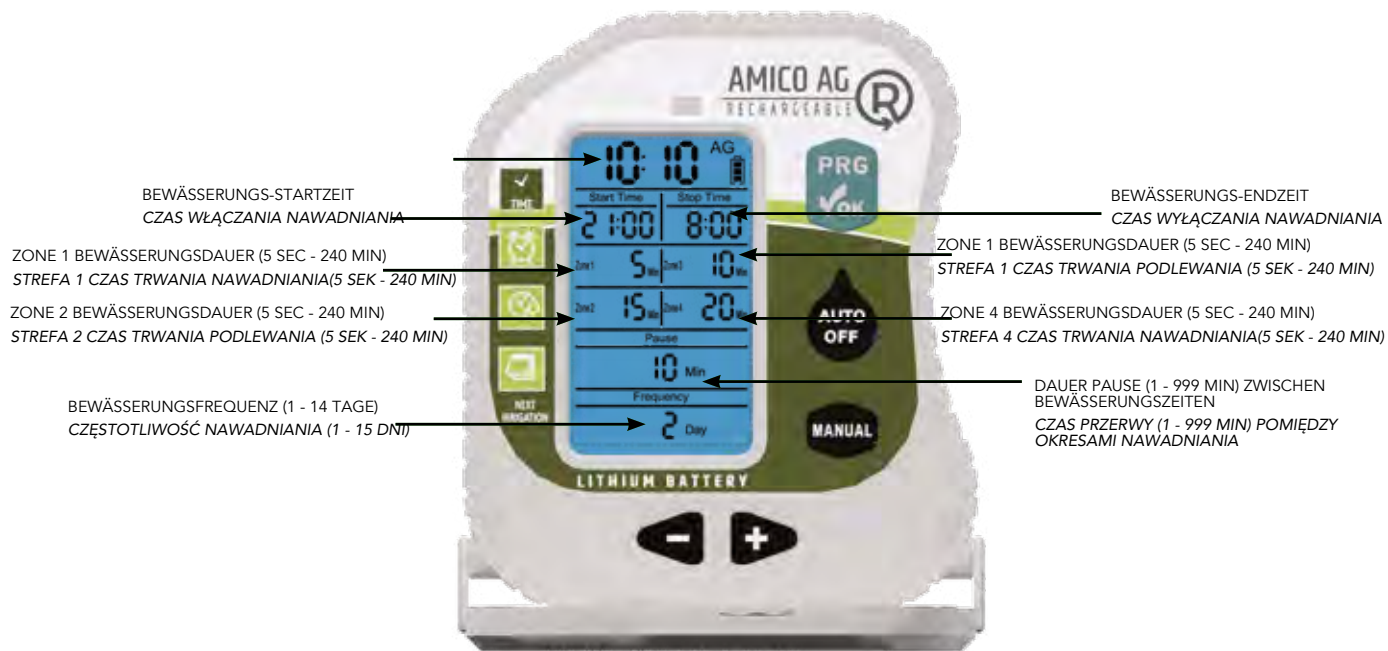 AMICO AG
RECHARGEABLE
R
10:10 AG
PRG
OK
TIME
Start Time Stop Time
21:00 8:00
BEWÄSSERUNGS-STARTZEIT
CZAS WŁĄCZANIA NAWADNIANIA
BEWÄSSERUNGS-ENDZEIT
CZAS WYŁĄCZANIA NAWADNIANIA
ZONE 1 BEWÄSSERUNGSDAUER (5 SEC - 240 MIN)
STREFA 1 CZAS TRWANIA NAWADNIANIA(5 SEK - 240 MIN)
Zone1 5 Min Zone3 10 Min
ZONE 1 BEWÄSSERUNGSDAUER (5 SEC - 240 MIN)
STREFA 1 CZAS TRWANIA PODLEWANIA (5 SEK - 240 MIN)
ZONE 2 BEWÄSSERUNGSDAUER (5 SEC - 240 MIN)
STREFA 2 CZAS TRWANIA PODLEWANIA (5 SEK - 240 MIN)
Zone2 15 Min Zone4 20 Min
ZONE 4 BEWÄSSERUNGSDAUER (5 SEC - 240 MIN)
STREFA 4 CZAS TRWANIA NAWADNIANIA(5 SEK - 240 MIN)
AUTO
OFF
Pause
10 Min
DAUER PAUSE (1 - 999 MIN) ZWISCHEN
BEWÄSSERUNGSZEITEN
CZAS PRZERWY (1 - 999 MIN) POMIĘDZY
OKRESAMI NAWADNIANIA
Frequency
2 Day
BEWÄSSERUNGSFREQUENZ (1 - 14 TAGE)
CZĘSTOTLIWOŚĆ NAWADNIANIA (1 - 15 DNI)
NEXT
IRRIGATION
MANUAL
LITHIUM BATTERY
- +